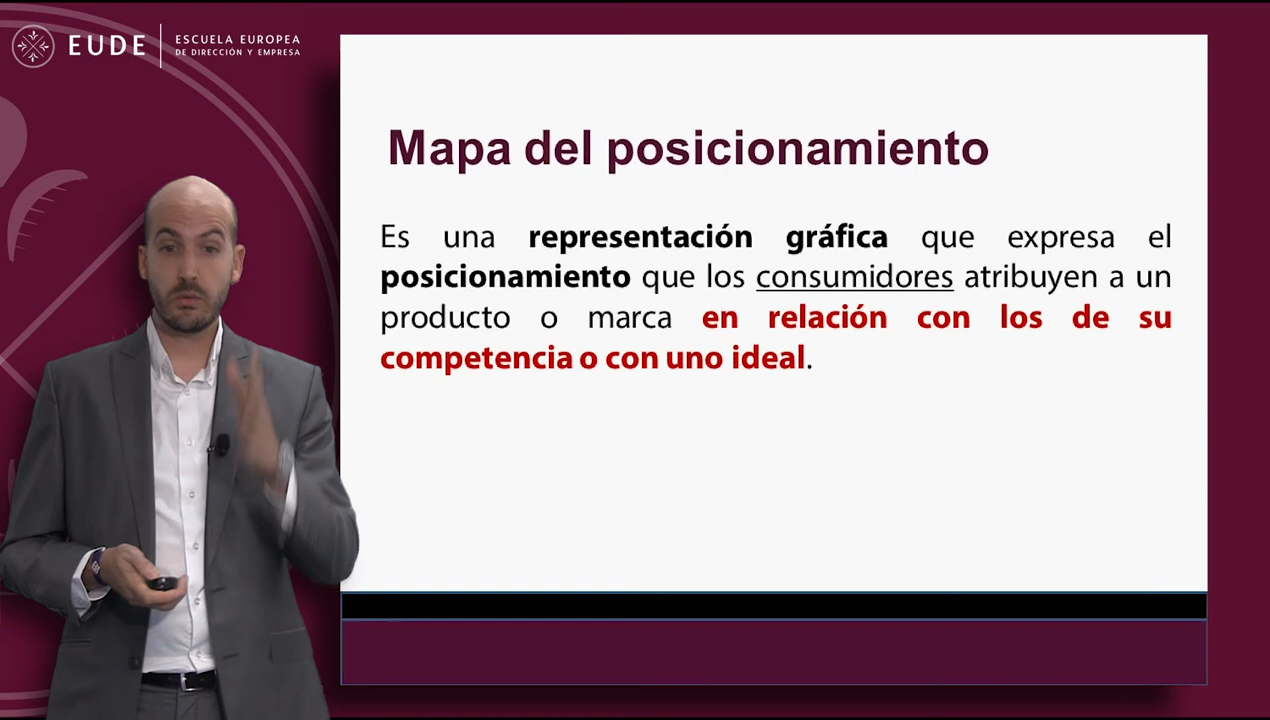 EUDE
ESCUELA EUROPEA
DE DIRECCIÓN Y EMPRESA
Mapa del posicionamiento
Es una representación gráfica que expresa el
posicionamiento que los consumidores atribuyen a un
producto o marca en relación con los de su
competencia o con uno ideal.